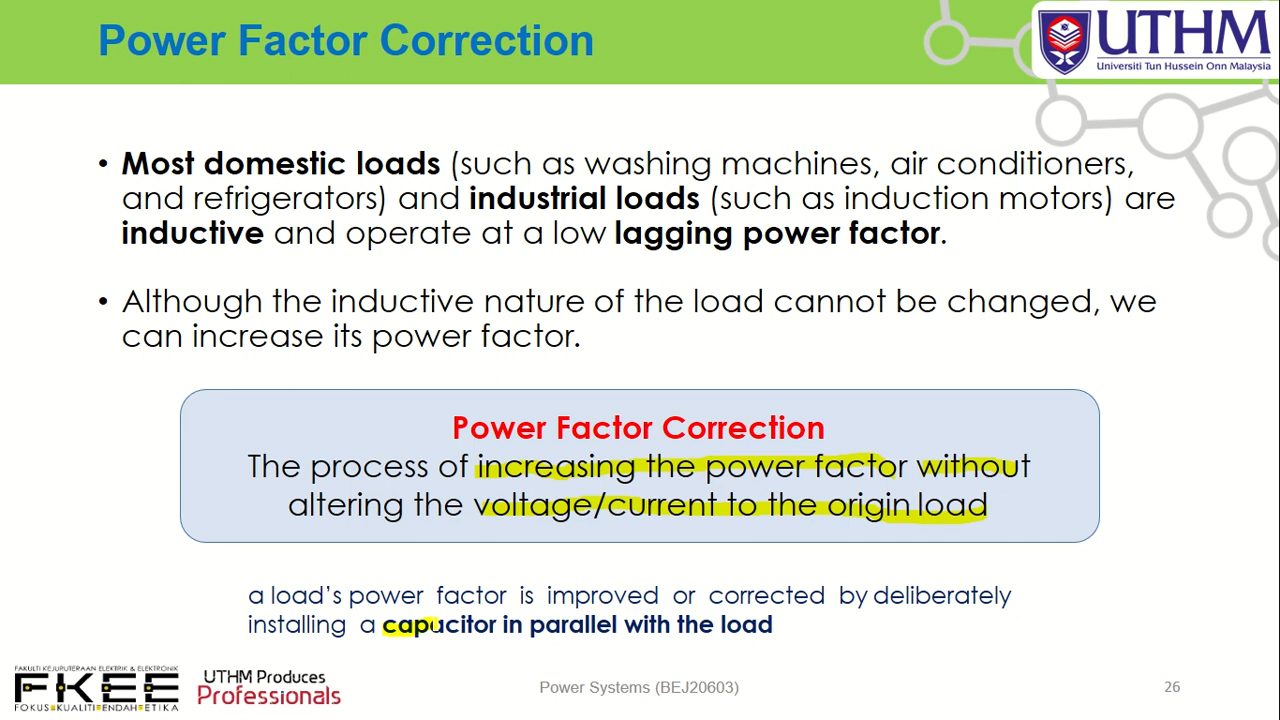 Power Factor Correction
UTHM
Universiti Tun Hussein Onn Malaysia
• Most domestic loads (such as washing machines, air conditioners,
and refrigerators) and industrial loads (such as induction motors) are
inductive and operate at a low lagging power factor.
• Although the inductive nature of the load cannot be changed, we
can increase its power factor.
Power Factor Correction
The process of increasing the power factor without
altering the voltage/current to the origin load
a load's power factor is improved or corrected by deliberately
installing a capacitor in parallel with the load
FAKULTI KEJURUTERAAN ELEKTRIK & ELEKTRONIK
FKEE
FOKUS KUALITI ENDAH ETIKA
UTHM Produces
Professionals
Power Systems (BEJ20603)
26